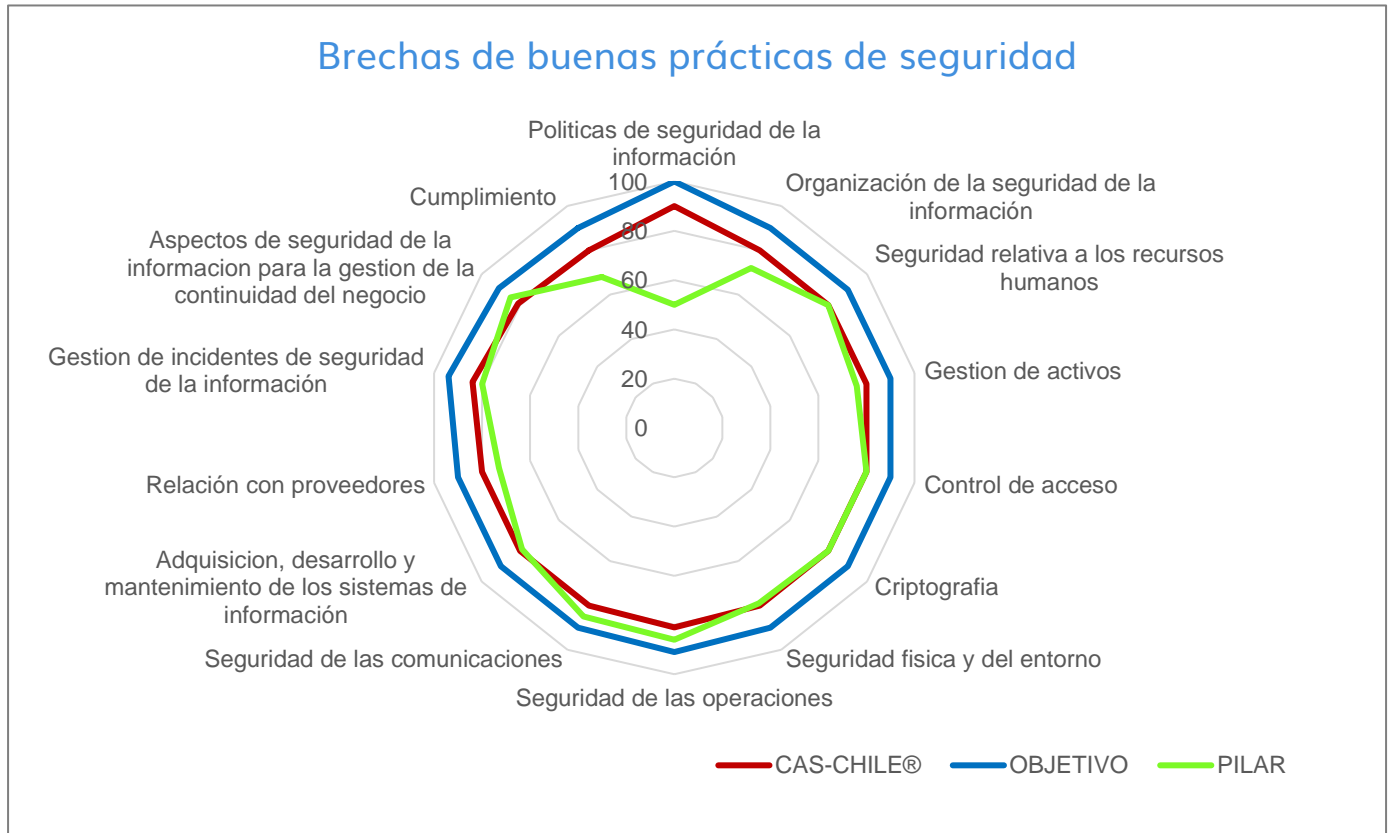 Brechas de buenas prácticas de seguridad
Politicas de seguridad de la
información
Organización de la seguridad de la
información
Seguridad relativa a los recursos
humanos
Gestion de activos
Control de acceso
Criptografia
Seguridad fisica y del entorno
Seguridad de las operaciones
Seguridad de las comunicaciones
Adquisicion, desarrollo y
mantenimiento de los sistemas de
información
Relación con proveedores
Gestion de incidentes de seguridad
de la información
Aspectos de seguridad de la
informacion para la gestion de la
continuidad del negocio
Cumplimiento
100
80
60
40
20
0
CAS-CHILE® OBJETIVO PILAR